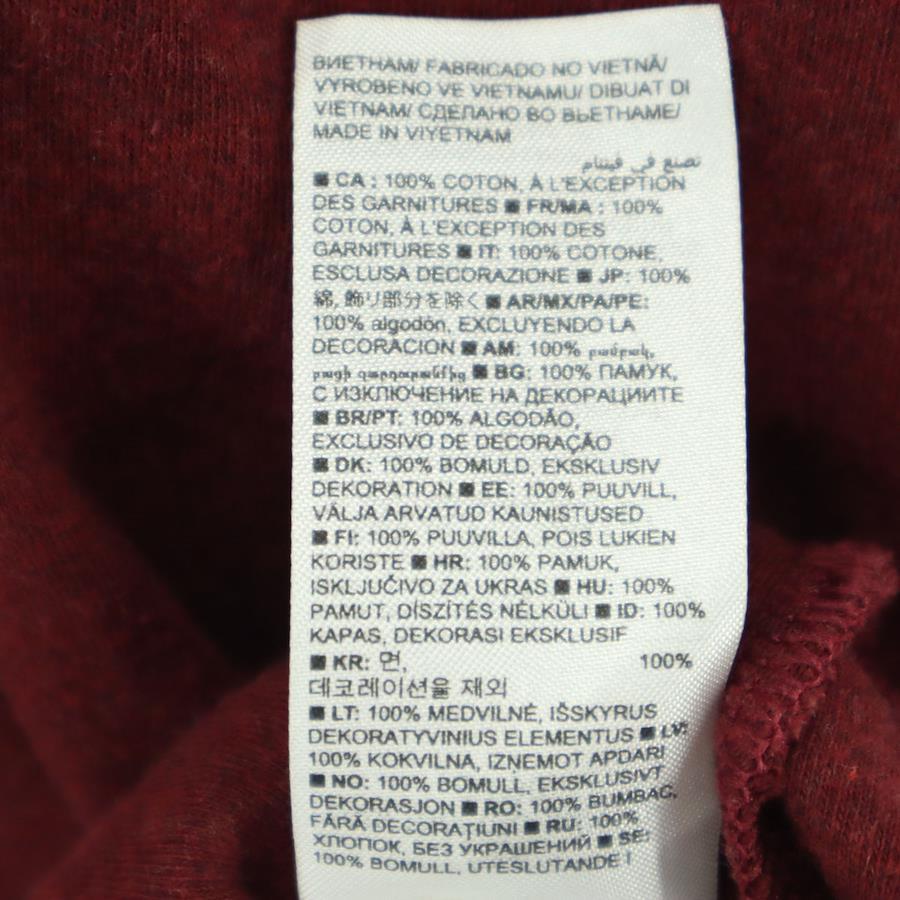 ВИЕТНАМ/ FABRICADO NO VIETNÃ/
VYROBENO VE VIETNAMU/ DIBUAT DI
VIETNAM/ СДЕЛАНО ВО ВЬЕТНАМЕ/
MADE IN VIYETNAM
تصنع في فيتنام
■ CA : 100% COTON, À L'EXCEPTION
DES GARNITURES ■ FR/MA : 100%
COTON, À L'EXCEPTION DES
GARNITURES ■ IT: 100% COTONE,
ESCLUSA DECORAZIONE ■ JP: 100%
綿, 飾り部分を除く ■ AR/MX/PA/PE:
100% algodón, EXCLUYENDO LA
DECORACION ■ AM: 100% բամբակ,
բացի զարդարանքից ■ BG: 100% ПАМУК,
С ИЗКЛЮЧЕНИЕ НА ДЕКОРАЦИИТЕ
■ BR/PT: 100% ALGODÃO,
EXCLUSIVO DE DECORAÇÃO
■ DK: 100% BOMULD, EKSKLUSIV
DEKORATION ■ EE: 100% PUUVILL,
VÄLJA ARVATUD KAUNISTUSED
■ FI: 100% PUUVILLA, POIS LUKIEN
KORISTE ■ HR: 100% PAMUK,
ISKLJUČIVO ZA UKRAS ■ HU: 100%
PAMUT, DÍSZÍTÉS NÉLKÜLI ■ ID: 100%
KAPAS, DEKORASI EKSKLUSIF
■ KR: 면, 100%
데코레이션을 제외
■ LT: 100% MEDVILNĖ, IŠSKYRUS
DEKORATYVINIUS ELEMENTUS ■ LV:
100% KOKVILNA, IZŅEMOT APDARI
■ NO: 100% BOMULL, EKSKLUSIVT
DEKORASJON ■ RO: 100% BUMBAC,
FĂRĂ DECORAȚIUNI ■ RU: 100%
ХЛОПОК, БЕЗ УКРАШЕНИЙ ■ SE:
100% BOMULL, UTESLUTANDE I